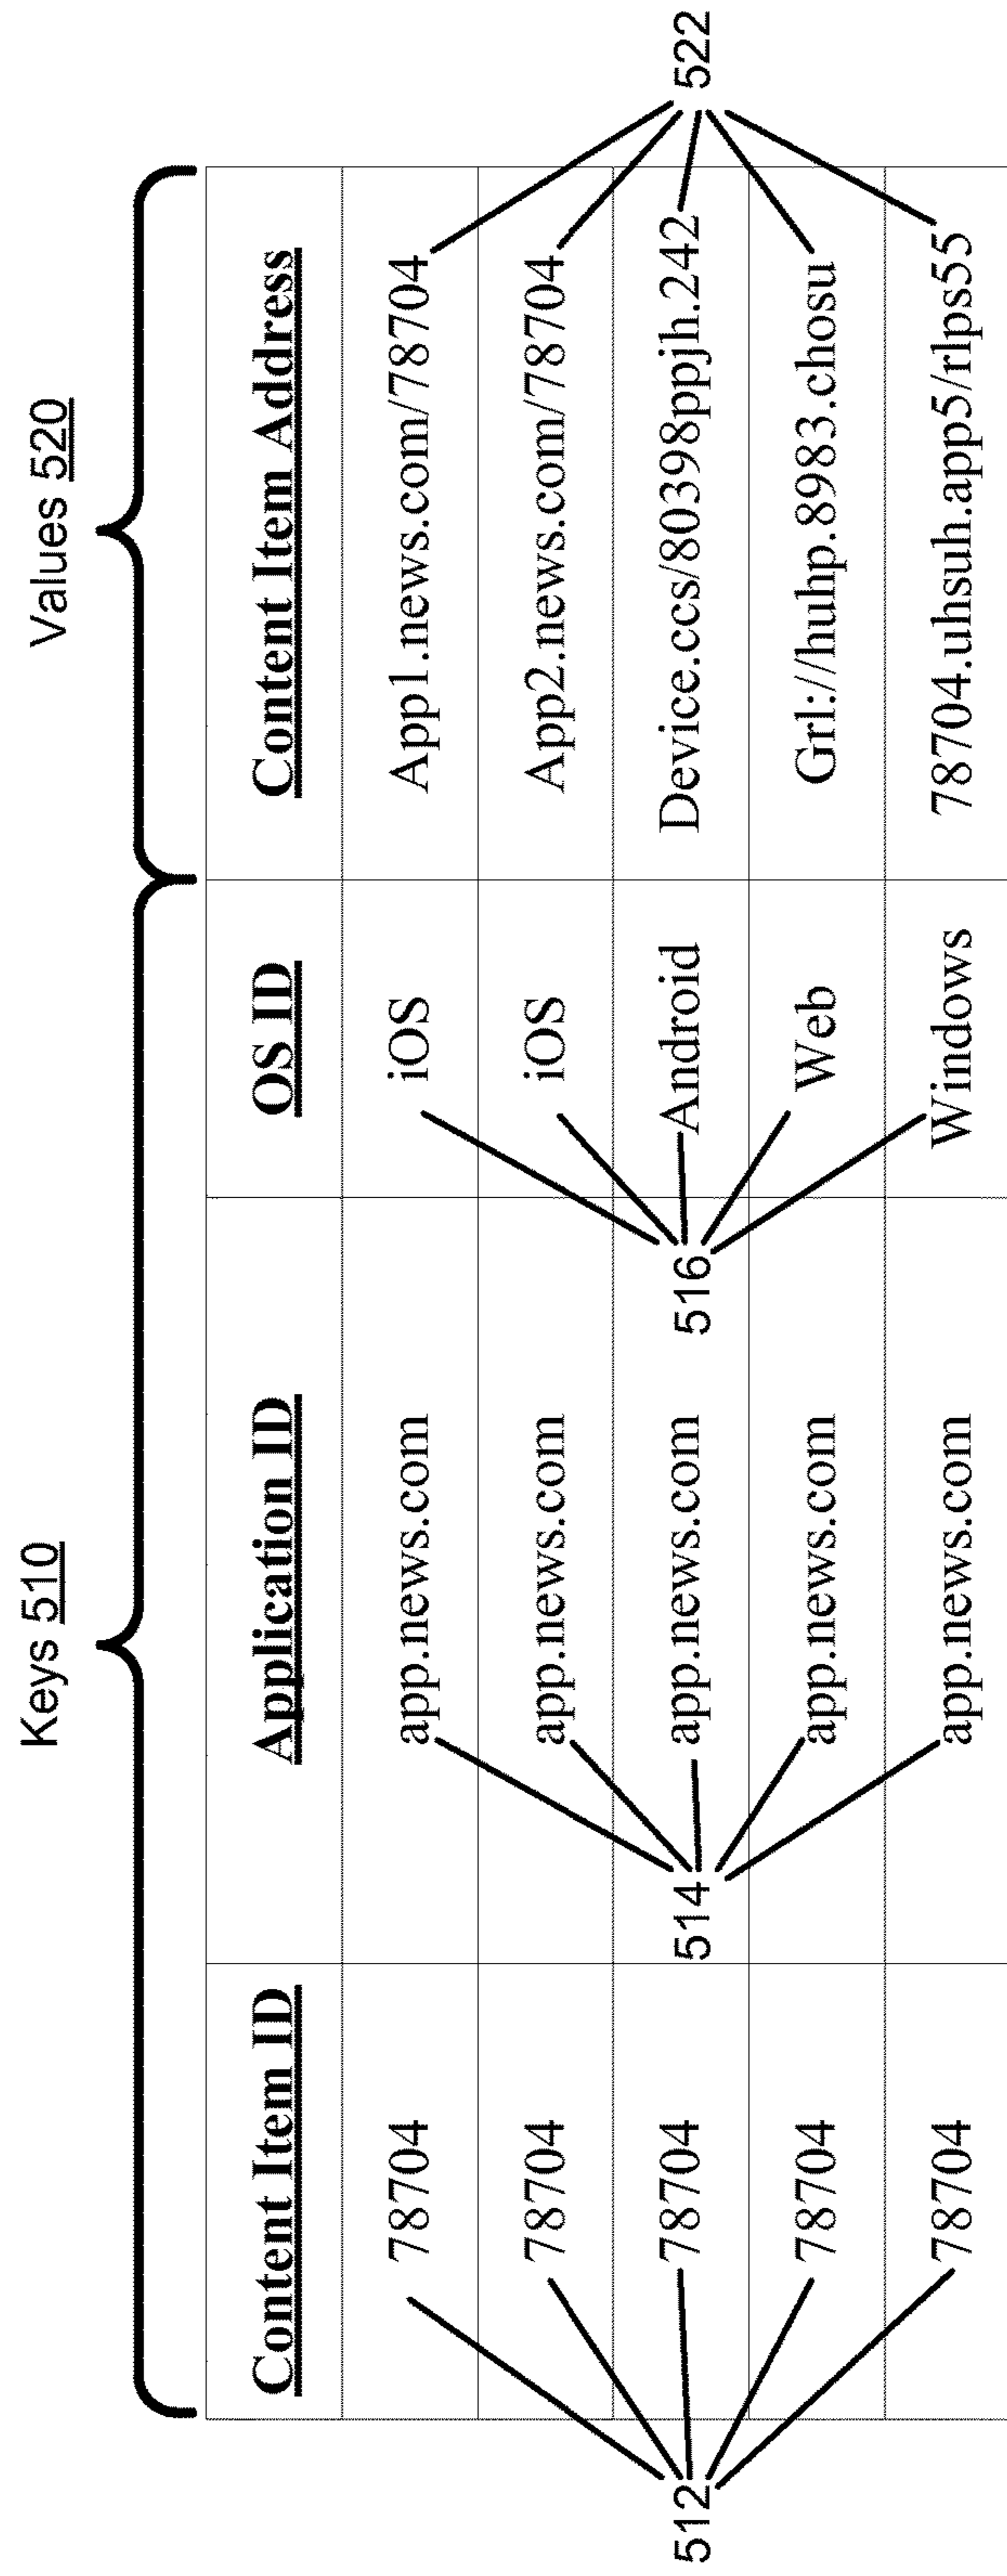 Keys 510 Values 520
Content Item ID Application ID OS ID Content Item Address
78704 app.news.com iOS App1.news.com/78704
78704 app.news.com iOS App2.news.com/78704
512 78704 514 app.news.com 516 Android Device.ccs/80398ppjh.242 522
78704 app.news.com Web Grl://huhp.8983.chosu
78704 app.news.com Windows 78704.uhsuh.app5/rlps55